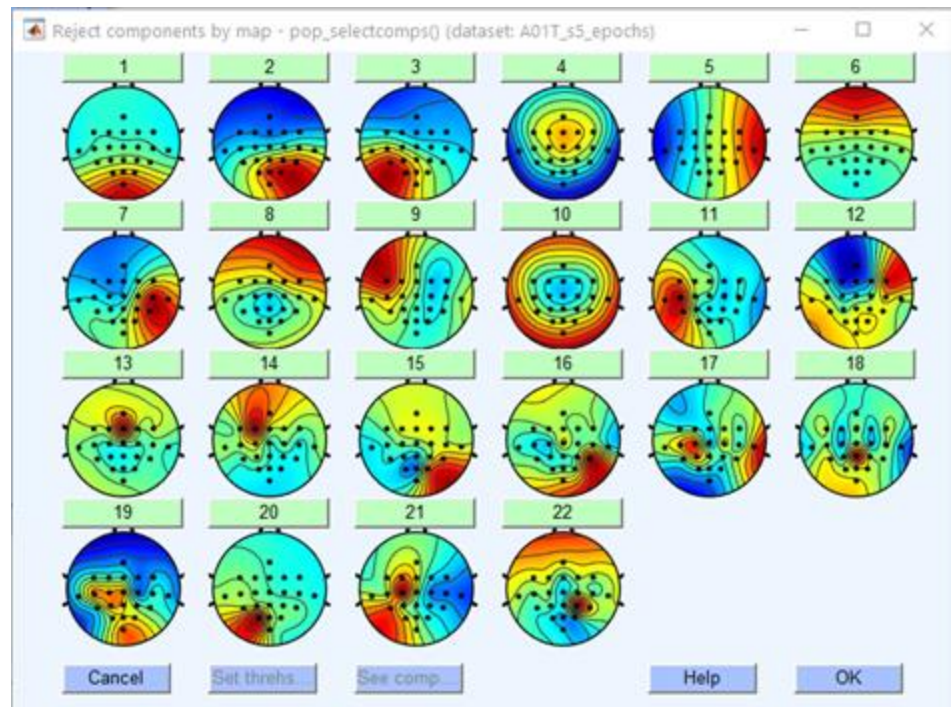 Reject components by map - pop_selectcomps() (dataset: A01T_s5_epochs)
1 2 3 4 5 6
7 8 9 10 11 12
13 14 15 16 17 18
19 20 21 22
Cancel Set threhs... See comp... Help OK